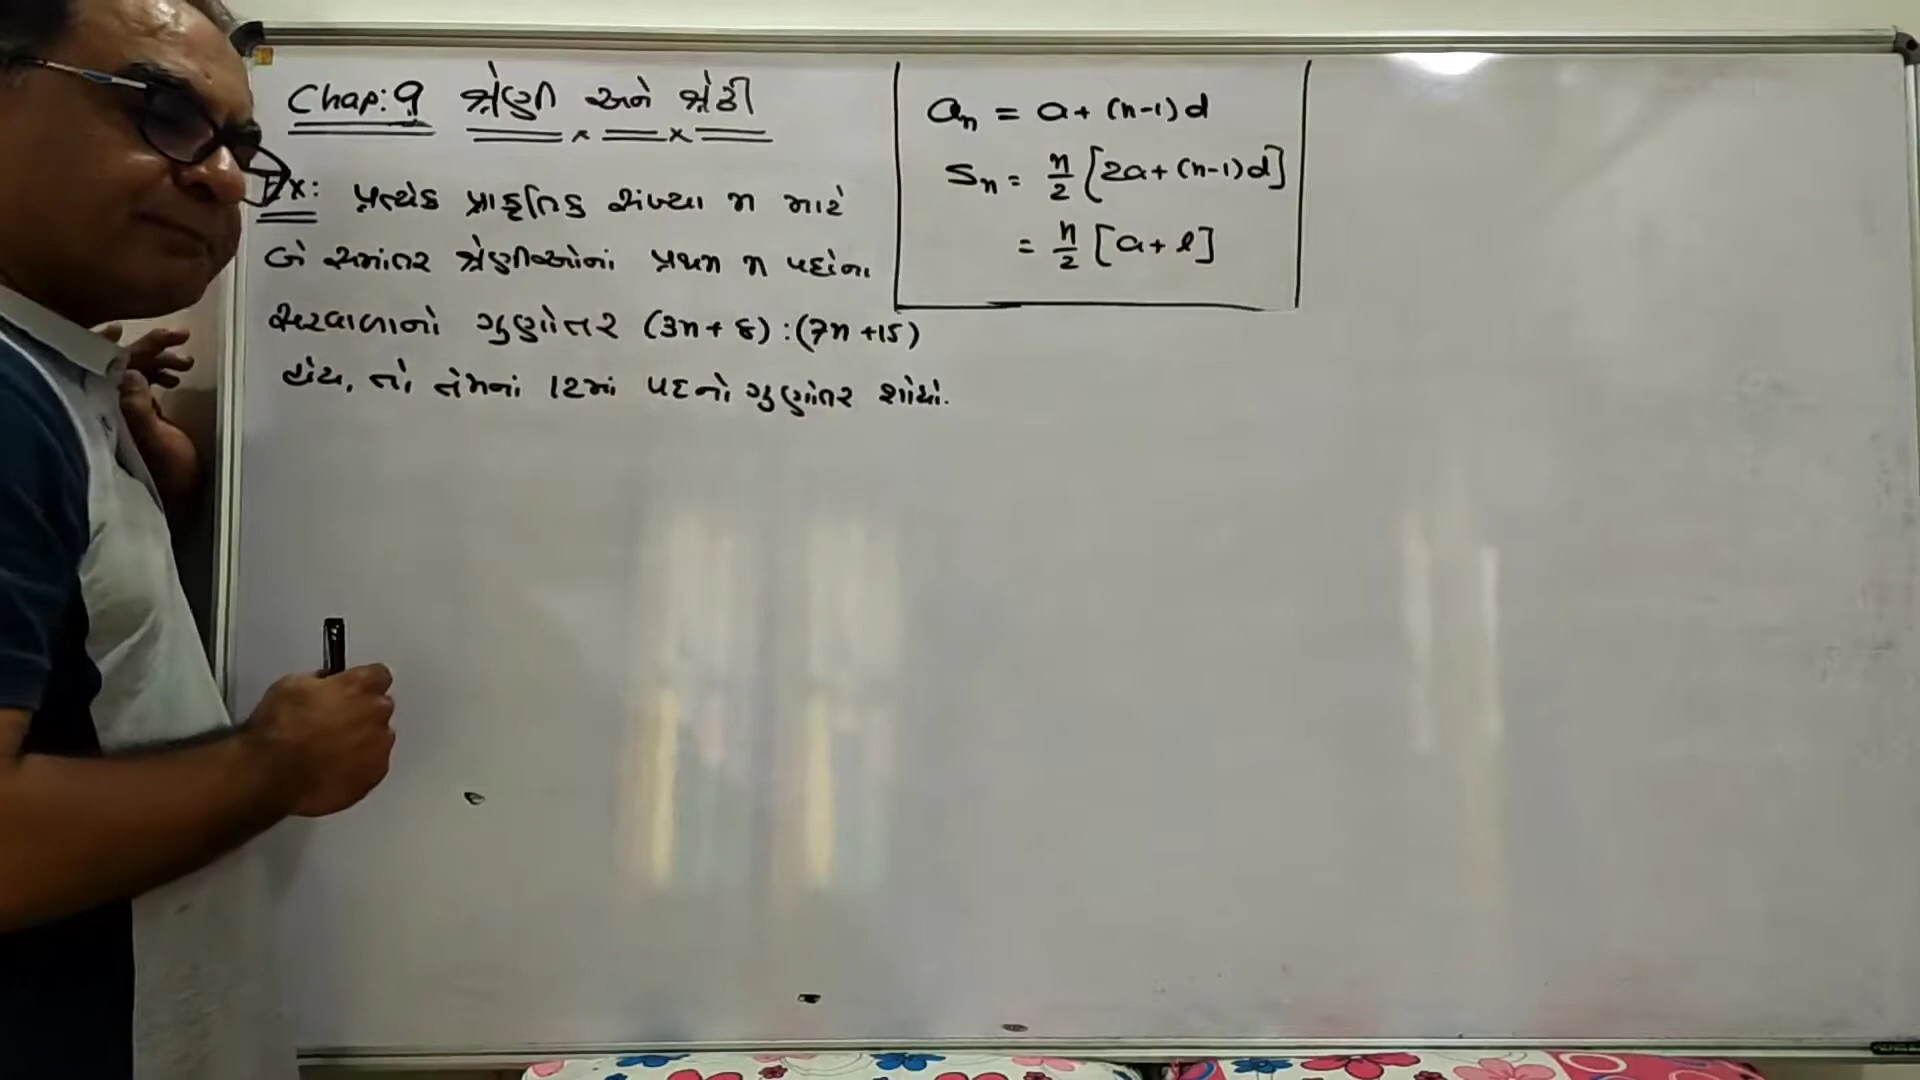 Chap: 9 શ્રેણી અને શ્રેઢી
Ex: પ્રત્યેક પ્રાકૃતિક સંખ્યા n માટે
બે સમાંતર શ્રેણીઓનાં પ્રથમ n પદોના
સરવાળાનો ગુણોત્તર (3n + 8) : (7n + 15)
હોય, તો તેમનાં 12માં પદનો ગુણોત્તર શોધો.
aₙ = a + (n-1) d
Sₙ = n/2 [2a + (n-1) d]
= n/2 [a + l]